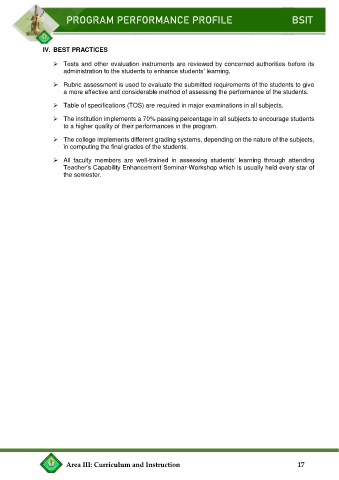 PROGRAM PERFORMANCE PROFILE BSIT
IV. BEST PRACTICES
➢ Tests and other evaluation instruments are reviewed by concerned authorities before its
administration to the students to enhance students' learning.
➢ Rubric assessment is used to evaluate the submitted requirements of the students to give
a more effective and considerable method of assessing the performance of the students.
➢ Table of specifications (TOS) are required in major examinations in all subjects.
➢ The institution implements a 70% passing percentage in all subjects to encourage students
to a higher quality of their performances in the program.
➢ The college implements different grading systems, depending on the nature of the subjects,
in computing the final grades of the students.
➢ All faculty members are well-trained in assessing students' learning through attending
Teacher's Capability Enhancement Seminar-Workshop which is usually held every star of
the semester.
Area III: Curriculum and Instruction 17